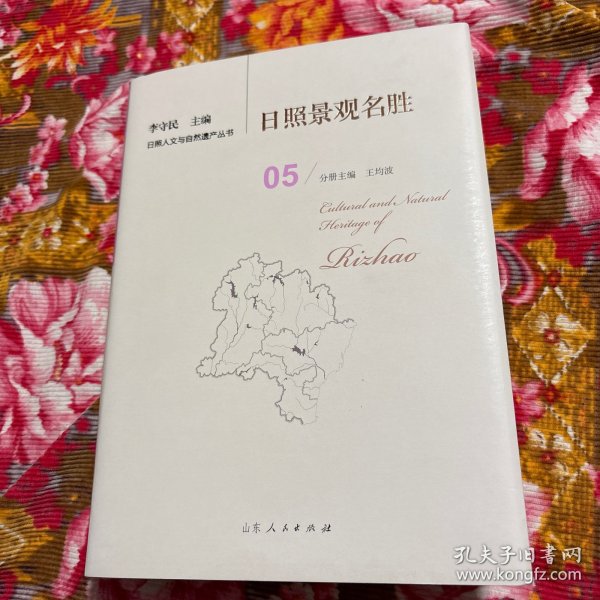 李守民 主编
日照人文与自然遗产丛书
日照景观名胜
05 / 分册主编 王均波
Cultural and Natural
Heritage of
Rizhao
山东人民出版社
孔夫子旧书网
www.kongfz.com